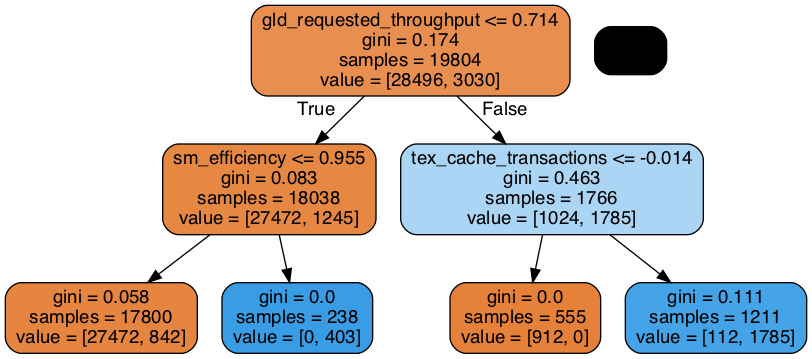 gld_requested_throughput <= 0.714
gini = 0.174
samples = 19804
value = [28496, 3030]
True
False
sm_efficiency <= 0.955
gini = 0.083
samples = 18038
value = [27472, 1245]
tex_cache_transactions <= -0.014
gini = 0.463
samples = 1766
value = [1024, 1785]
gini = 0.058
samples = 17800
value = [27472, 842]
gini = 0.0
samples = 238
value = [0, 403]
gini = 0.0
samples = 555
value = [912, 0]
gini = 0.111
samples = 1211
value = [112, 1785]